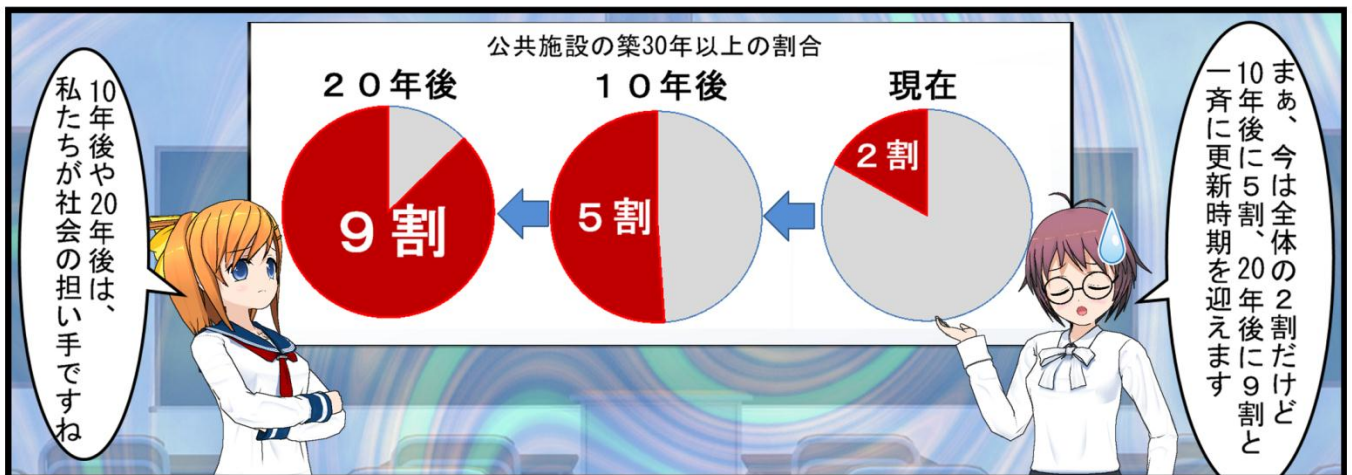 まぁ、今は全体の２割だけど
10年後に５割、20年後に９割と
一斉に更新時期を迎えます
公共施設の築30年以上の割合
現在
２割
１０年後
５割
２０年後
９割
10年後や20年後は、
私たちが社会の担い手ですね